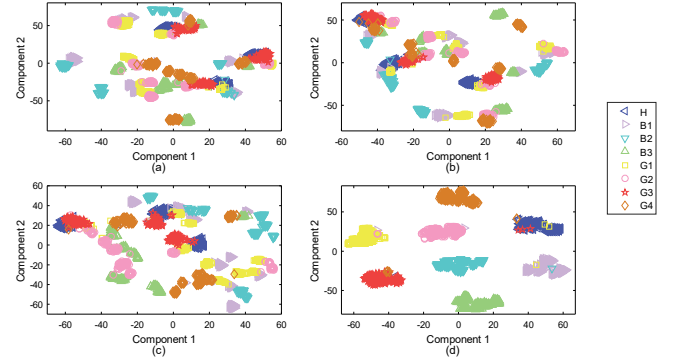 50
0
-50
Component 2
-60 -40 -20 0 20 40 60
Component 1
(a)
50
0
-50
-100
Component 2
-40 -20 0 20 40 60
Component 1
(b)
H
B1
B2
B3
G1
G2
G3
G4
60
40
20
0
-20
-40
-60
Component 2
-60 -40 -20 0 20 40 60
Component 1
(c)
50
0
-50
Component 2
-60 -40 -20 0 20 40 60
Component 1
(d)